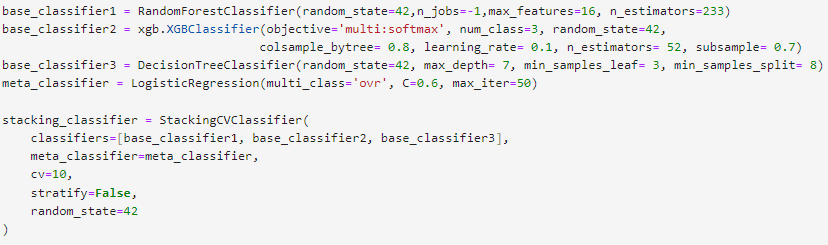 base_classifier1 = RandomForestClassifier(random_state=42,n_jobs=-1,max_features=16, n_estimators=233)
base_classifier2 = xgb.XGBClassifier(objective='multi:softmax', num_class=3, random_state=42,
                                     colsample_bytree= 0.8, learning_rate= 0.1, n_estimators= 52, subsample= 0.7)
base_classifier3 = DecisionTreeClassifier(random_state=42, max_depth= 7, min_samples_leaf= 3, min_samples_split= 8)
meta_classifier = LogisticRegression(multi_class='ovr', C=0.6, max_iter=50)

stacking_classifier = StackingCVClassifier(
    classifiers=[base_classifier1, base_classifier2, base_classifier3],
    meta_classifier=meta_classifier,
    cv=10,
    stratify=False,
    random_state=42
)